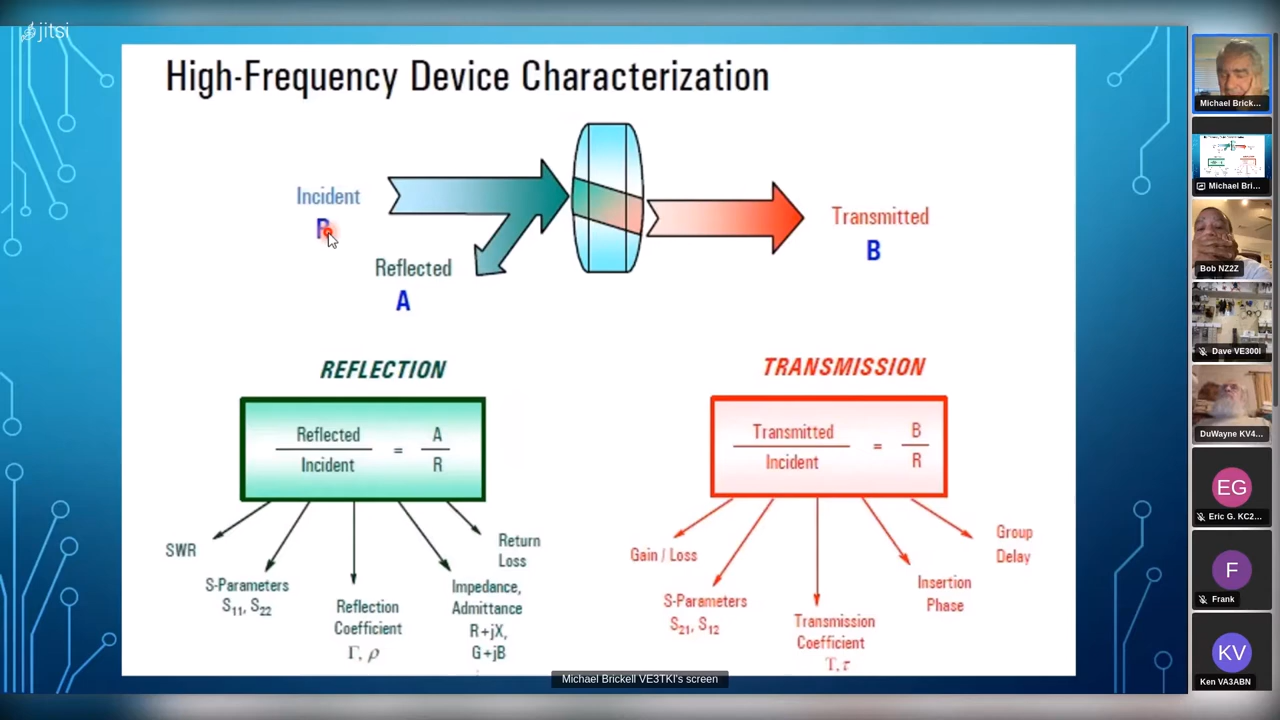 jitsi
High-Frequency Device Characterization
Incident
R
Reflected
A
Transmitted
B
REFLECTION
Reflected
Incident
=
A
R
SWR
S-Parameters
S11, S22
Reflection
Coefficient
Γ, ρ
Impedance,
Admittance
R+jX,
G+jB
Return
Loss
TRANSMISSION
Transmitted
Incident
=
B
R
Gain / Loss
S-Parameters
S21, S12
Transmission
Coefficient
T, τ
Insertion
Phase
Group
Delay
Michael Brickell VE3TKI's screen
Michael Brick...
Michael Bri...
Bob NZ2Z
Dave VE3OOI
DuWayne KV4...
EG
Eric G. KC2...
F
Frank
KV
Ken VA3ABN